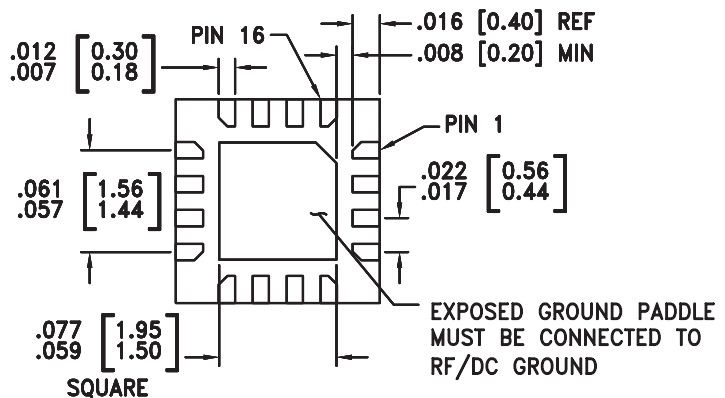 .016 [0.40] REF
.008 [0.20] MIN
PIN 16
.012 [0.30
.007 0.18]
PIN 1
.022 [0.56
.017 0.44]
.061 [1.56
.057 1.44]
EXPOSED GROUND PADDLE
MUST BE CONNECTED TO
RF/DC GROUND
.077 [1.95
.059 1.50]
SQUARE